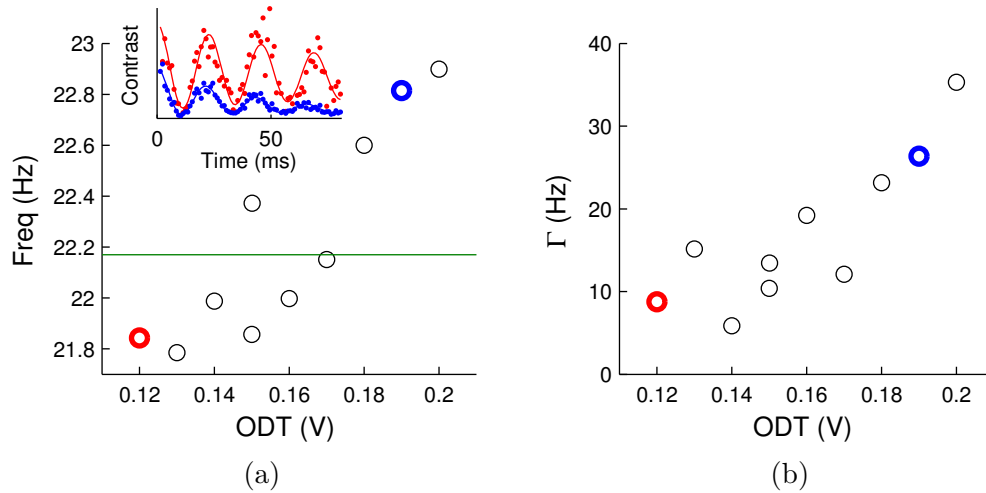 23
22.8
22.6
22.4
22.2
22
21.8
Freq (Hz)
0.12 0.14 0.16 0.18 0.2
ODT (V)
Contrast
0 50
Time (ms)
(a)
40
30
20
10
0
Γ (Hz)
0.12 0.14 0.16 0.18 0.2
ODT (V)
(b)